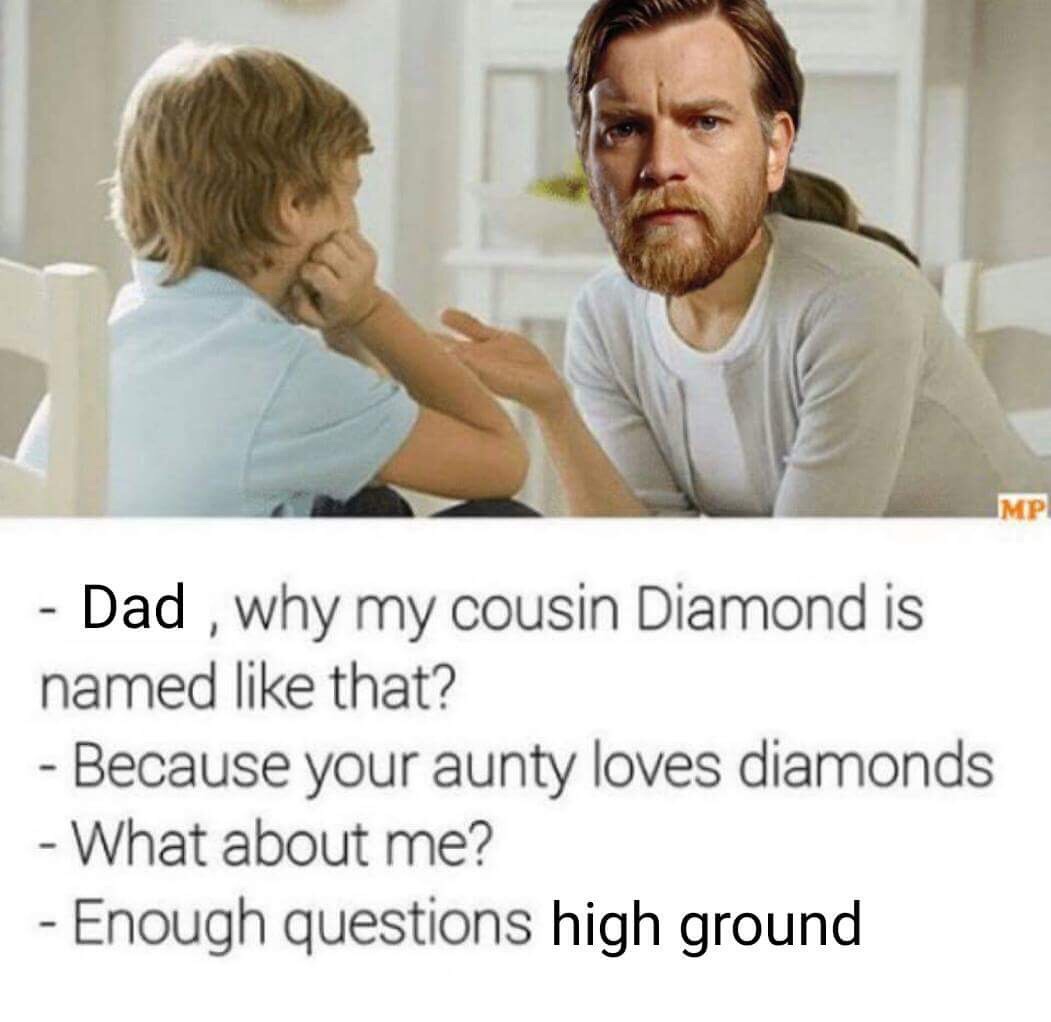 MP
- Dad , why my cousin Diamond is
named like that?
- Because your aunty loves diamonds
- What about me?
- Enough questions high ground